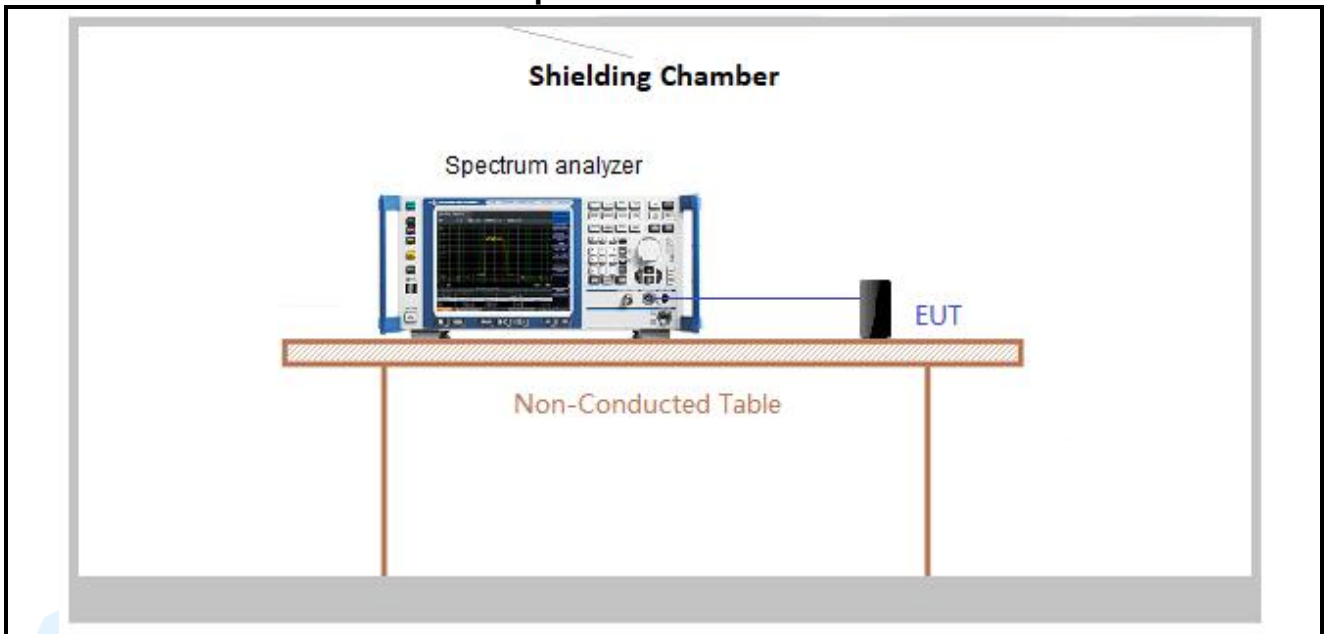 Shielding Chamber
Spectrum analyzer
EUT
Non-Conducted Table